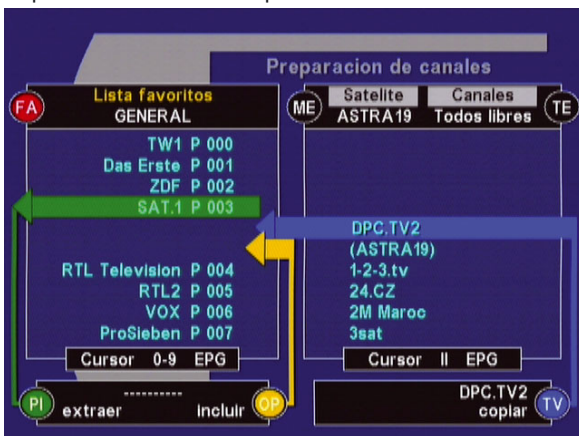 Preparacion de canales
FA
Lista favoritos
GENERAL
TW1 P 000
Das Erste P 001
ZDF P 002
SAT.1 P 003
RTL Television P 004
RTL2 P 005
VOX P 006
ProSieben P 007
Cursor 0-9 EPG
ME
Satelite Canales
ASTRA19 Todos libres
TE
DPC.TV2
(ASTRA19)
1-2-3.tv
24.CZ
2M Maroc
3sat
Cursor II EPG
PI
----------
extraer incluir
OP
DPC.TV2
copiar
TV